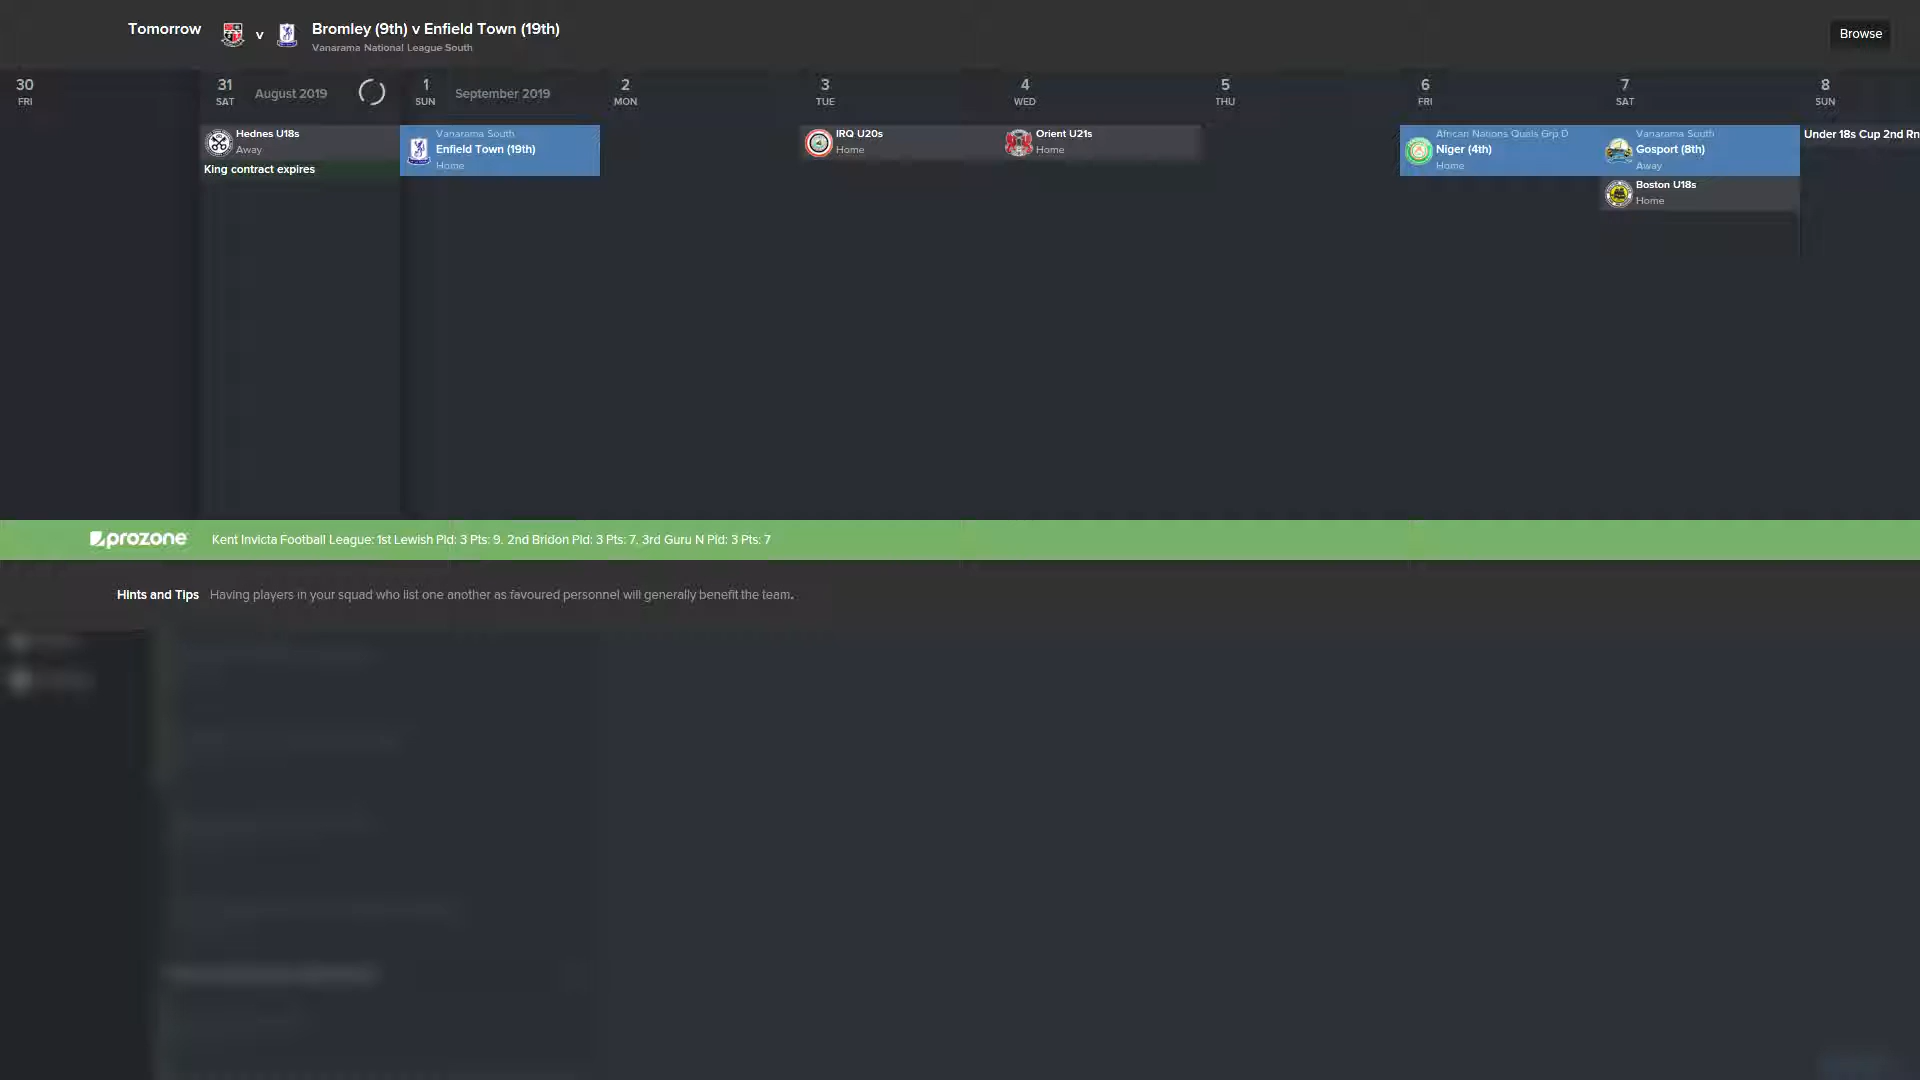 Tomorrow
v
Bromley (9th) v Enfield Town (19th)
Vanarama National League South
Browse
30
FRI
31
SAT
August 2019
1
SUN
September 2019
2
MON
3
TUE
4
WED
5
THU
6
FRI
7
SAT
8
SUN
Hednes U18s
Away
King contract expires
Vanarama South
Enfield Town (19th)
Home
IRQ U20s
Home
Orient U21s
Home
African Nations Quals Grp D
Niger (4th)
Home
Vanarama South
Gosport (8th)
Away
Boston U18s
Home
Under 18s Cup 2nd Rn
prozone
Kent Invicta Football League: 1st Lewish Pld: 3 Pts: 9. 2nd Bridon Pld: 3 Pts: 7. 3rd Guru N Pld: 3 Pts: 7
Hints and Tips Having players in your squad who list one another as favoured personnel will generally benefit the team.